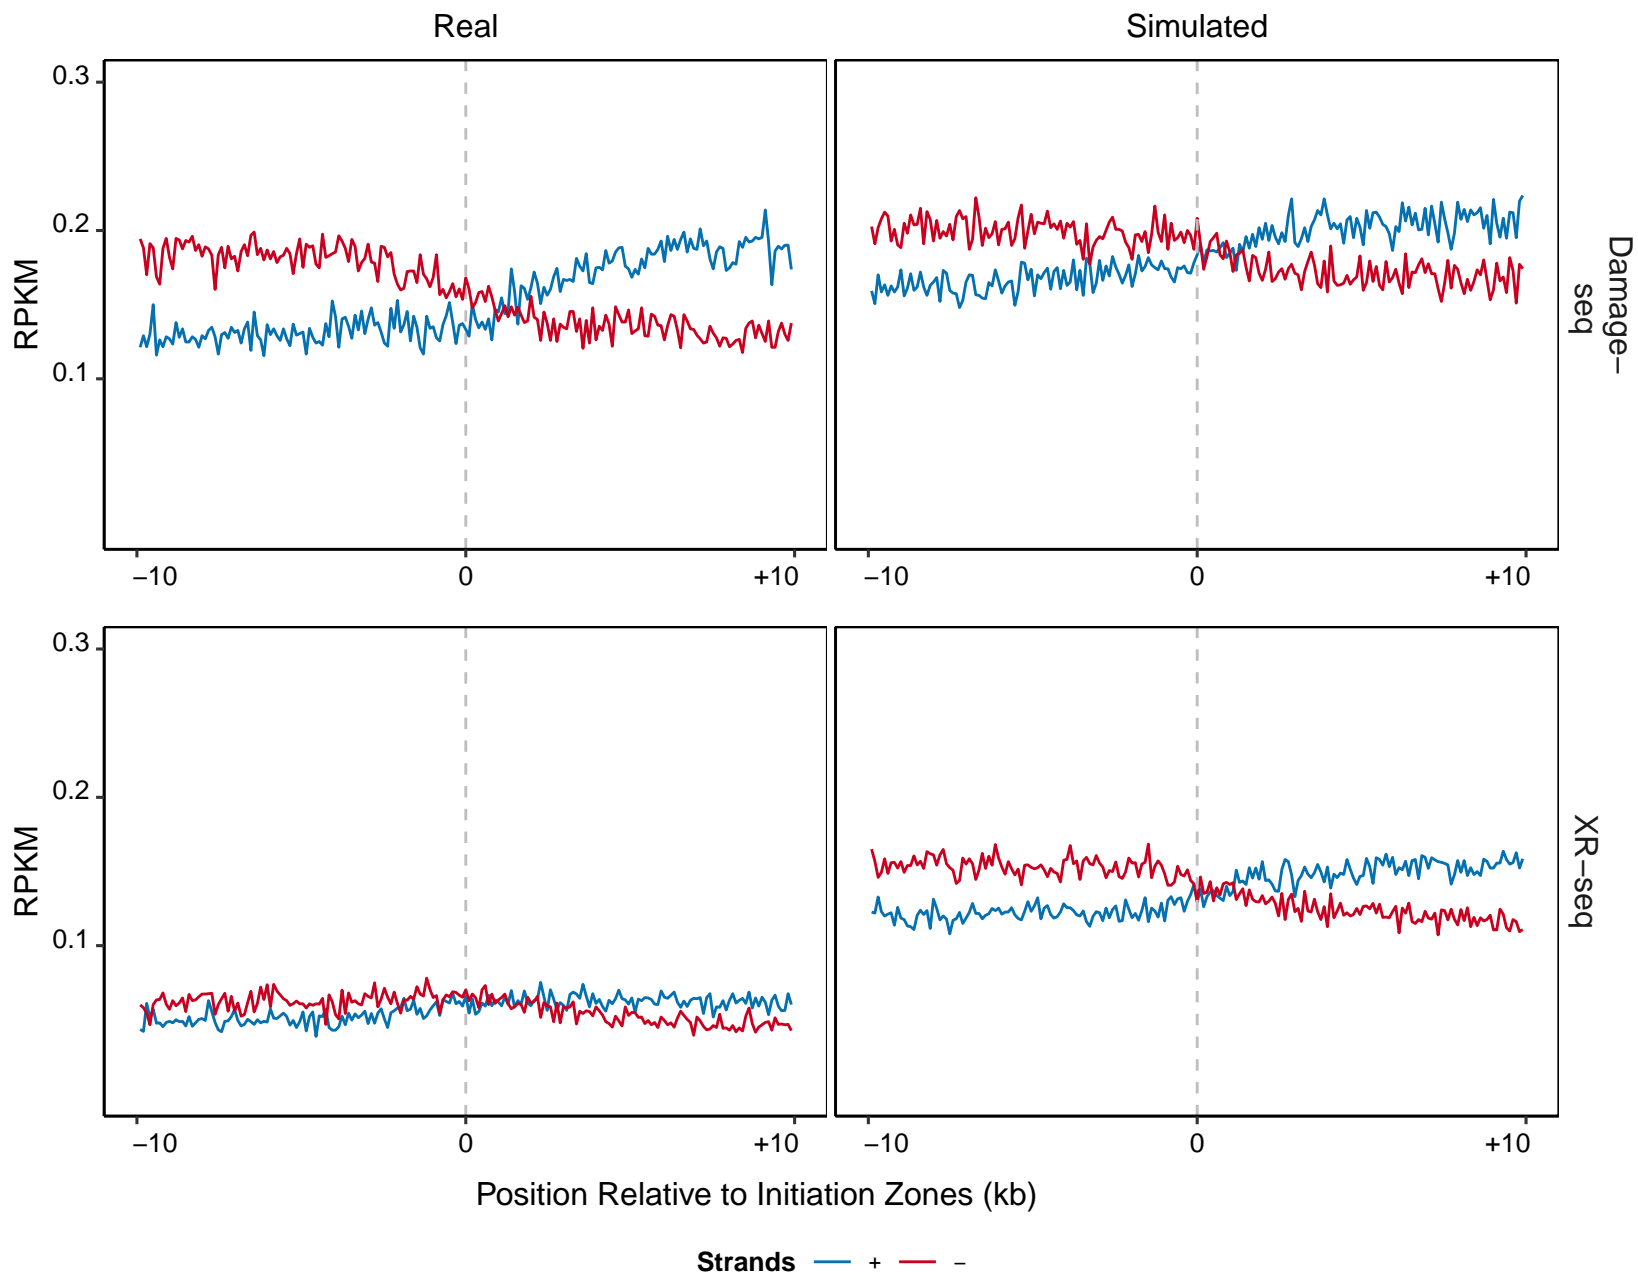 Real
Simulated
0.3
0.2
0.1
RPKM
Damage–
seq
–10
0
+10
–10
0
+10
0.3
0.2
0.1
RPKM
XR–seq
–10
0
+10
–10
0
+10
Position Relative to Initiation Zones (kb)
Strands + –